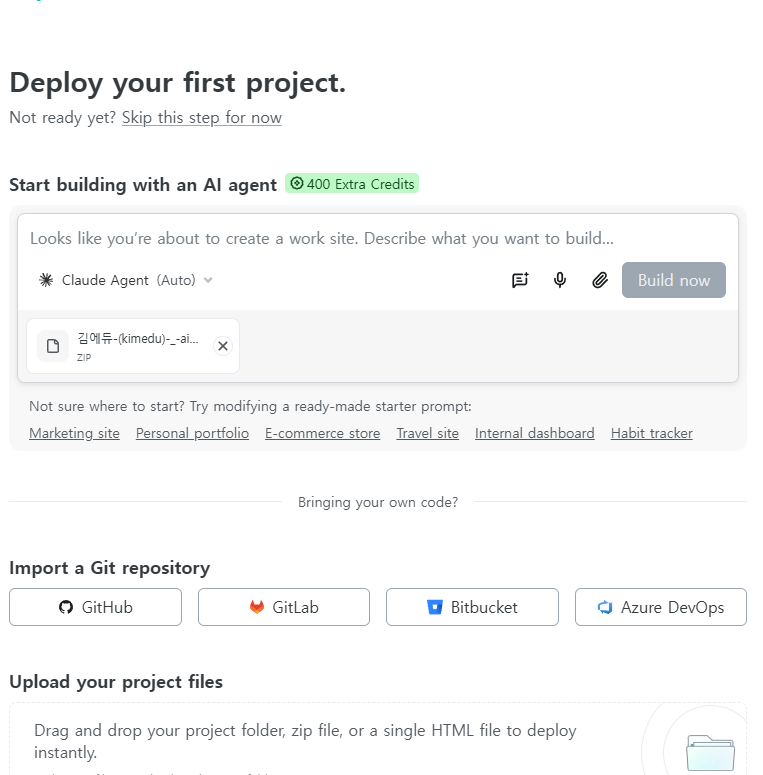 Deploy your first project.
Not ready yet? Skip this step for now
Start building with an AI agent 400 Extra Credits
Looks like you're about to create a work site. Describe what you want to build...
Claude Agent (Auto)
Build now
김에듀-(kimedu)-_-ai...
ZIP
Not sure where to start? Try modifying a ready-made starter prompt:
Marketing site Personal portfolio E-commerce store Travel site Internal dashboard Habit tracker
Bringing your own code?
Import a Git repository
GitHub GitLab Bitbucket Azure DevOps
Upload your project files
Drag and drop your project folder, zip file, or a single HTML file to deploy
instantly.